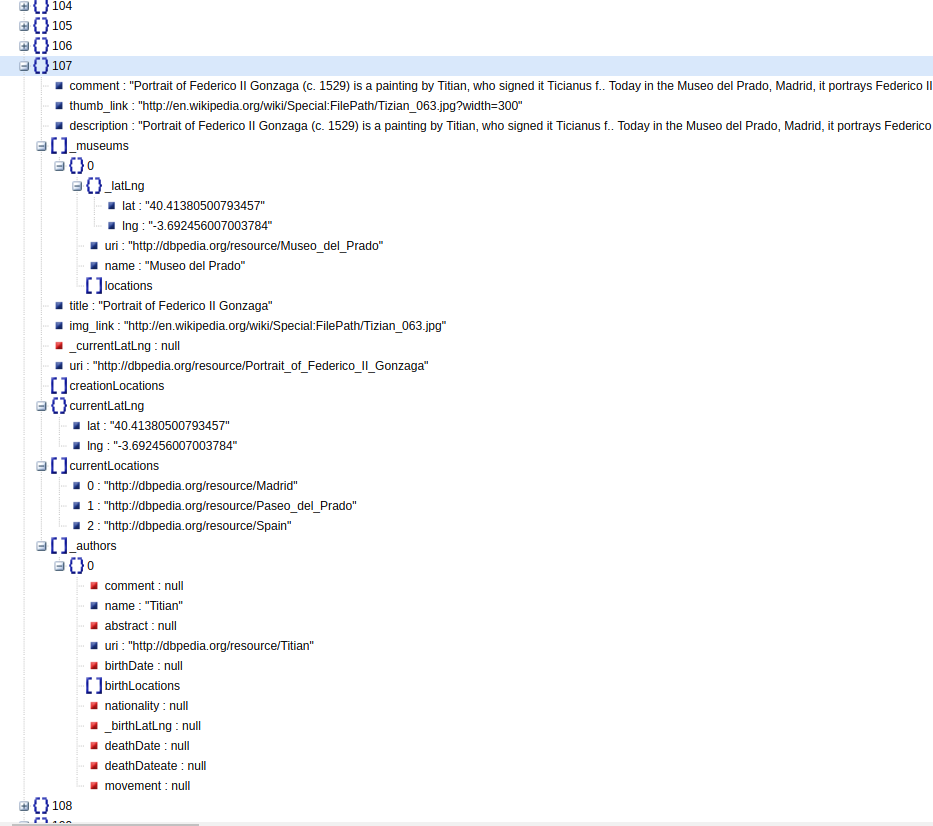 104
105
106
107
comment : "Portrait of Federico II Gonzaga (c. 1529) is a painting by Titian, who signed it Ticianus f.. Today in the Museo del Prado, Madrid, it portrays Federico II
thumb_link : "http://en.wikipedia.org/wiki/Special:FilePath/Tizian_063.jpg?width=300"
description : "Portrait of Federico II Gonzaga (c. 1529) is a painting by Titian, who signed it Ticianus f.. Today in the Museo del Prado, Madrid, it portrays Federico
_museums
0
_latLng
lat : "40.41380500793457"
lng : "-3.692456007003784"
uri : "http://dbpedia.org/resource/Museo_del_Prado"
name : "Museo del Prado"
locations
title : "Portrait of Federico II Gonzaga"
img_link : "http://en.wikipedia.org/wiki/Special:FilePath/Tizian_063.jpg"
_currentLatLng : null
uri : "http://dbpedia.org/resource/Portrait_of_Federico_II_Gonzaga"
creationLocations
currentLatLng
lat : "40.41380500793457"
lng : "-3.692456007003784"
currentLocations
0 : "http://dbpedia.org/resource/Madrid"
1 : "http://dbpedia.org/resource/Paseo_del_Prado"
2 : "http://dbpedia.org/resource/Spain"
_authors
0
comment : null
name : "Titian"
abstract : null
uri : "http://dbpedia.org/resource/Titian"
birthDate : null
birthLocations
nationality : null
_birthLatLng : null
deathDate : null
deathDateate : null
movement : null
108